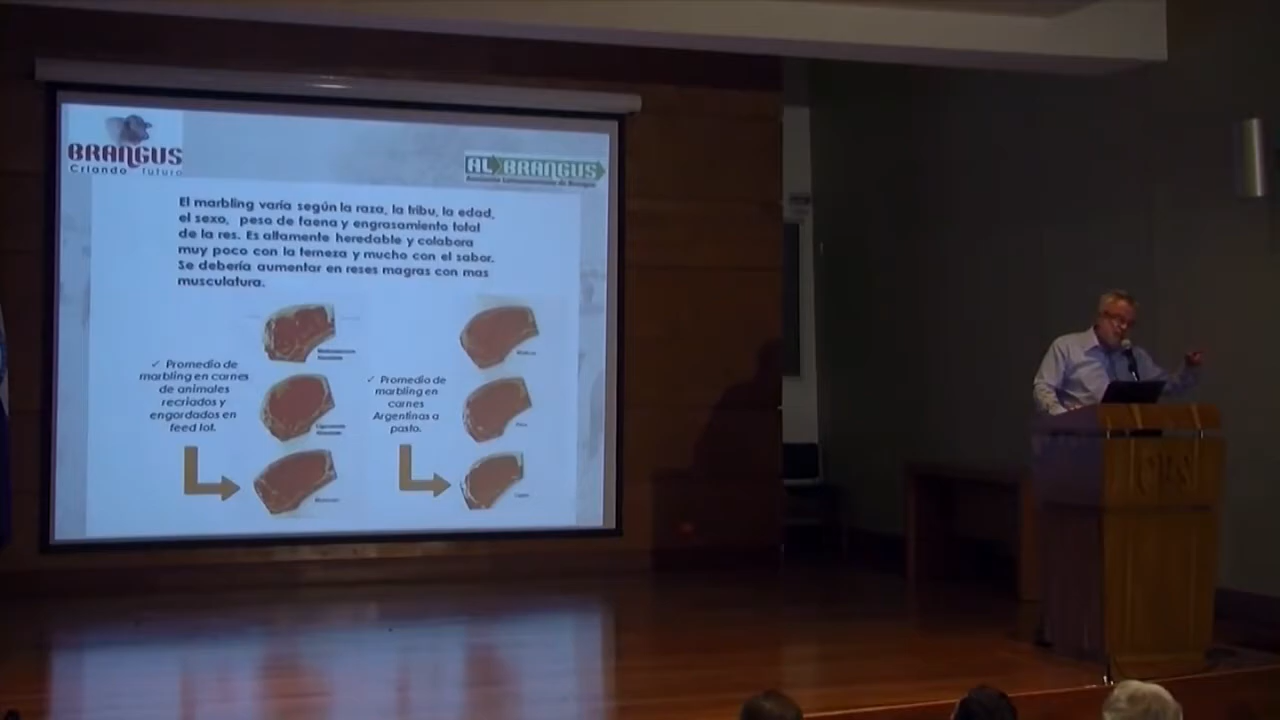 BRANGUS
Criando futuro
AL BRANGUS
El marbling varía según la raza, la tribu, la edad,
el sexo, peso de faena y engrasamiento total
de la res. Es altamente heredable y colabora
muy poco con la terneza y mucho con el sabor.
Se debería aumentar en reses magras con mas
musculatura.
✓ Promedio de
marbling en carnes
de animales
recriados y
engordados en
feed lot.
✓ Promedio de
marbling en
carnes
Argentinas a
pasto.